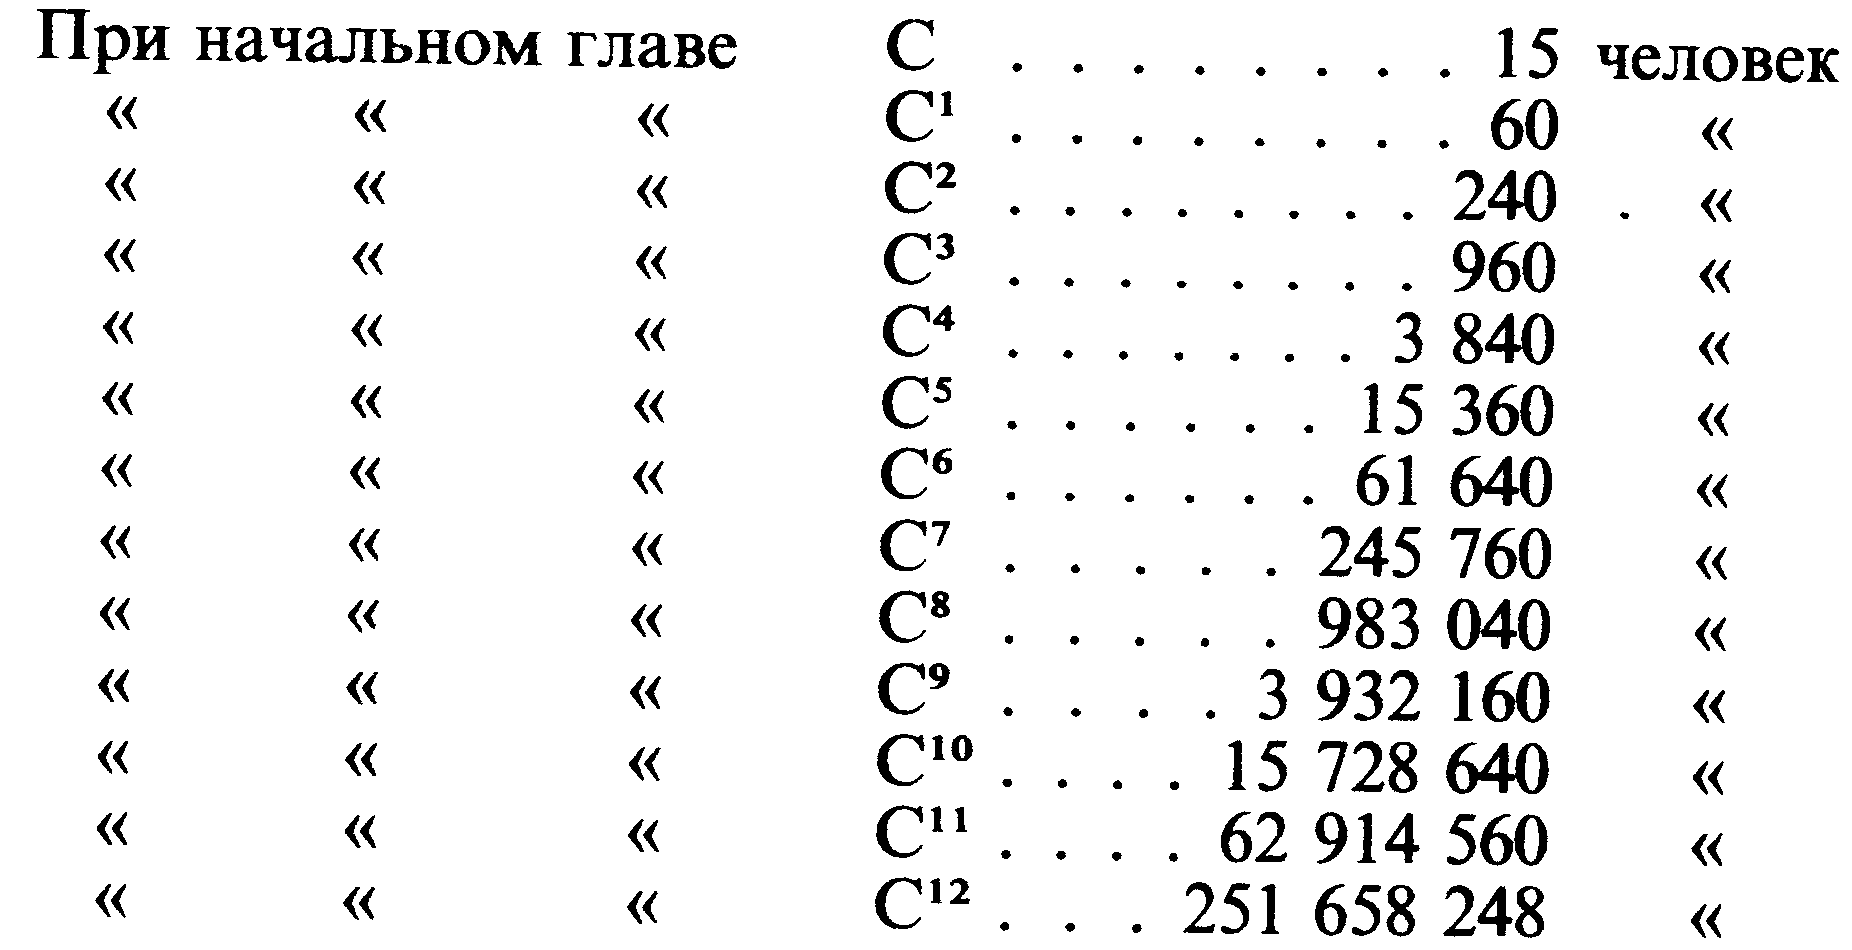 При начальном главе С . . . . . . . . 15 человек
« « « С¹ . . . . . . . . 60 «
« « « С² . . . . . . . . 240 . «
« « « С³ . . . . . . . . 960 «
« « « С⁴ . . . . . . . 3 840 «
« « « С⁵ . . . . . . 15 360 «
« « « С⁶ . . . . . . 61 640 «
« « « С⁷ . . . . . 245 760 «
« « « С⁸ . . . . . 983 040 «
« « « С⁹ . . . . 3 932 160 «
« « « С¹⁰ . . . . 15 728 640 «
« « « С¹¹ . . . . 62 914 560 «
« « « С¹² . . . 251 658 248 «